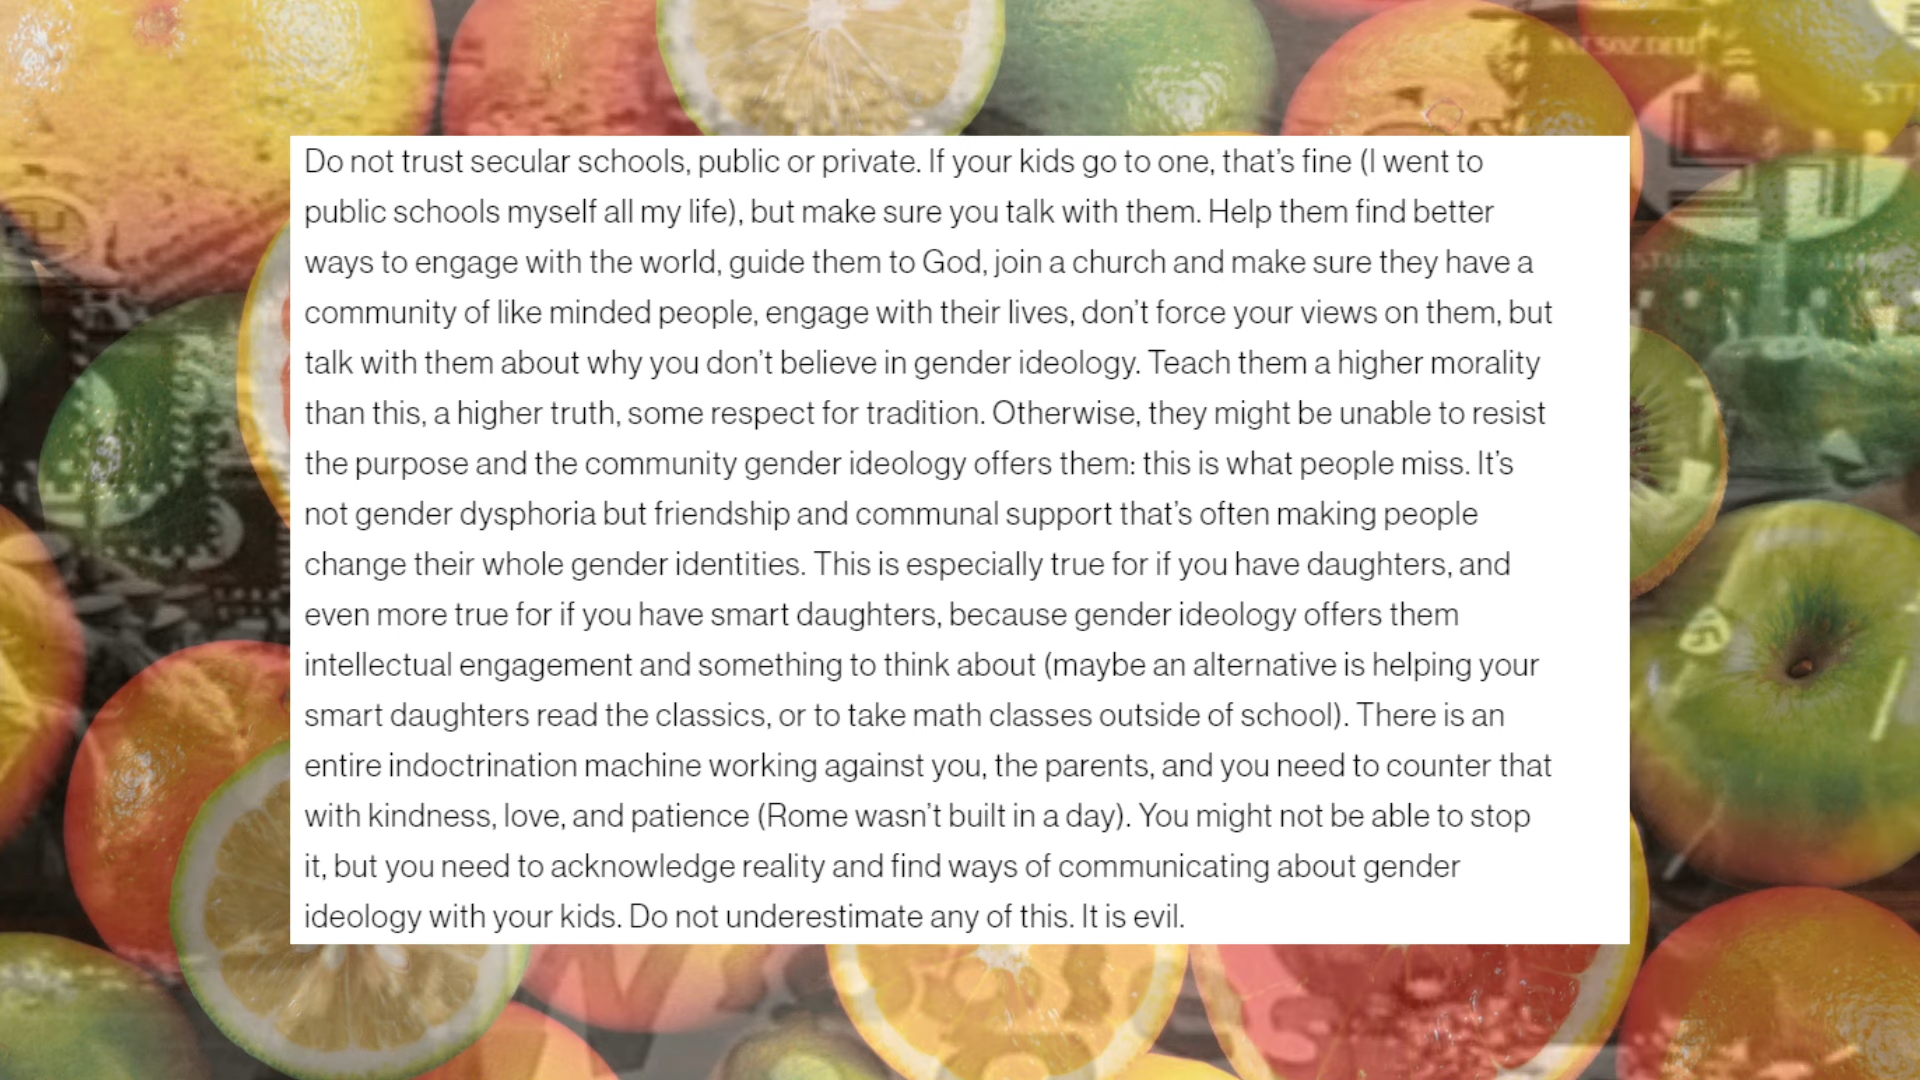 NAT.SOZ.DEUT
Do not trust secular schools, public or private. If your kids go to one, that’s fine (I went to
public schools myself all my life), but make sure you talk with them. Help them find better
ways to engage with the world, guide them to God, join a church and make sure they have a
community of like minded people, engage with their lives, don’t force your views on them, but
talk with them about why you don’t believe in gender ideology. Teach them a higher morality
than this, a higher truth, some respect for tradition. Otherwise, they might be unable to resist
the purpose and the community gender ideology offers them: this is what people miss. It’s
not gender dysphoria but friendship and communal support that’s often making people
change their whole gender identities. This is especially true for if you have daughters, and
even more true for if you have smart daughters, because gender ideology offers them
intellectual engagement and something to think about (maybe an alternative is helping your
smart daughters read the classics, or to take math classes outside of school). There is an
entire indoctrination machine working against you, the parents, and you need to counter that
with kindness, love, and patience (Rome wasn’t built in a day). You might not be able to stop
it, but you need to acknowledge reality and find ways of communicating about gender
ideology with your kids. Do not underestimate any of this. It is evil.